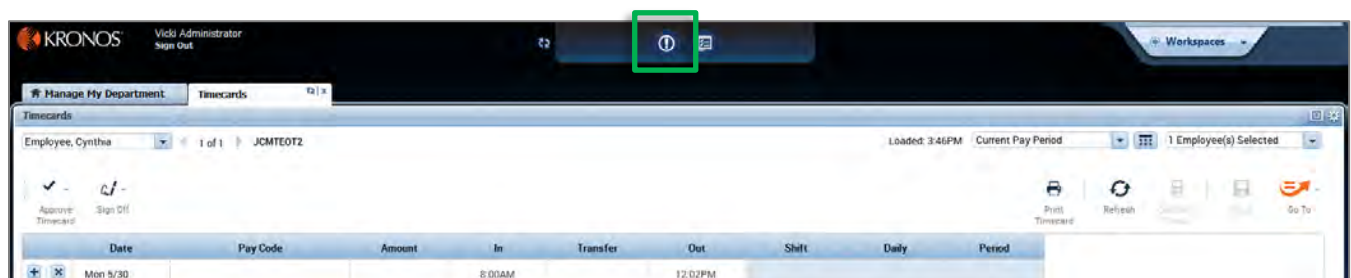 KRONOS
Vicki Administrator
Sign Out
Workspaces
Manage My Department
Timecards
Timecards
Employee, Cynthia 1 of 1 JCMTEOT2 Loaded: 3:46PM Current Pay Period 1 Employee(s) Selected
Approve Timecard
Sign Off
Print Timecard
Refresh
Go To
Date Pay Code Amount In Transfer Out Shift Daily Period
Mon 5/30 8:00AM 12:02PM